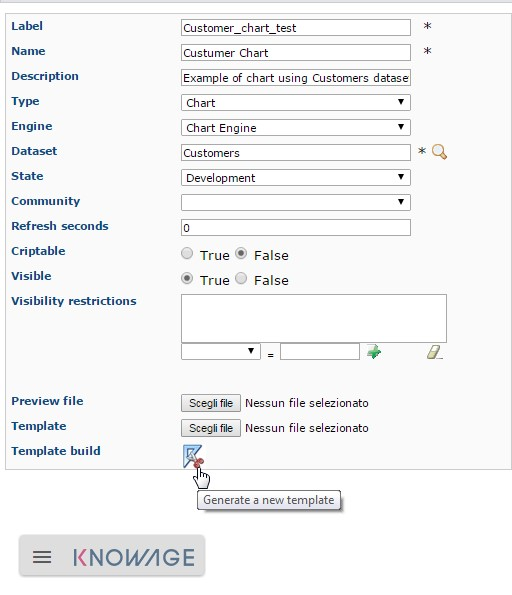 Label Customer_chart_test *
Name Custumer Chart *
Description Example of chart using Customers datase
Type Chart
Engine Chart Engine
Dataset Customers *
State Development
Community
Refresh seconds 0
Criptable True False
Visible True False
Visibility restrictions
=
Preview file Scegli file Nessun file selezionato
Template Scegli file Nessun file selezionato
Template build
Generate a new template
KNOWAGE